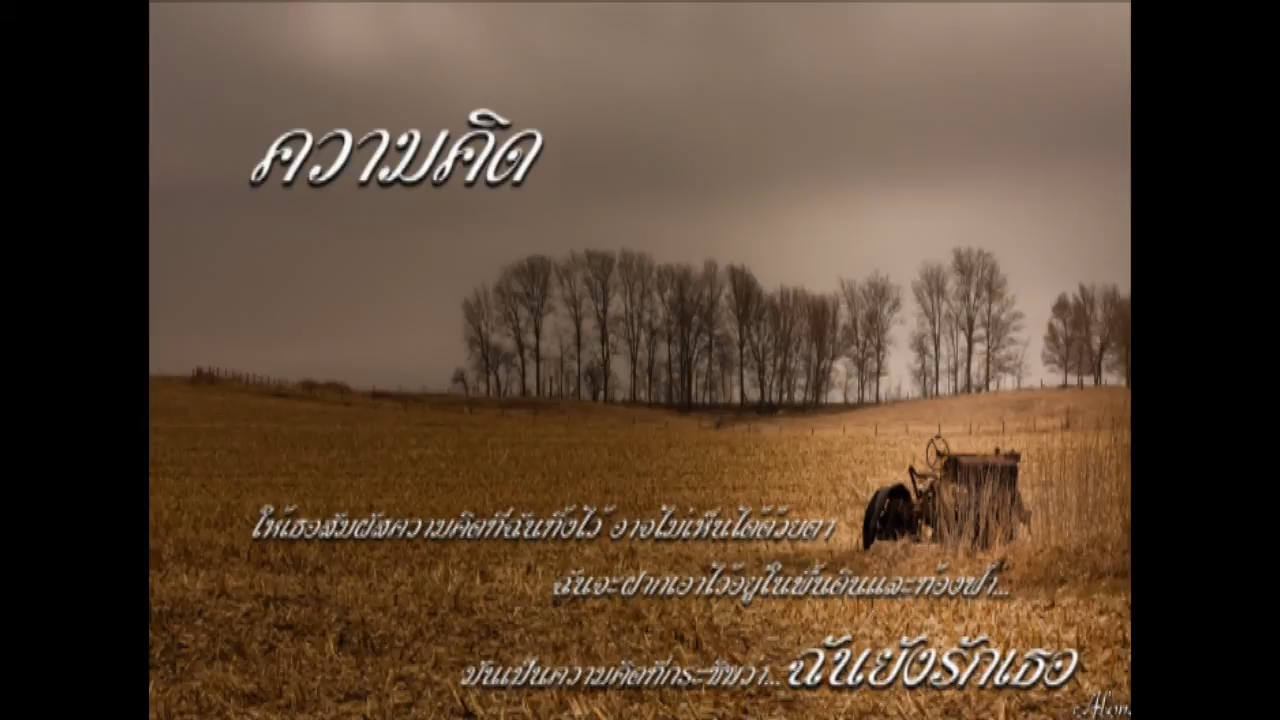 ความคิด
ให้เธอสัมผัสความคิดที่ฉันทิ้งไว้ อาจไม่เห็นได้ด้วยตา
ฉันจะฝากเอาไว้อยู่ในพื้นดินและท้องฟ้า...
มันเป็นความคิดที่กระซิบว่า...ฉันยังรักเธอ